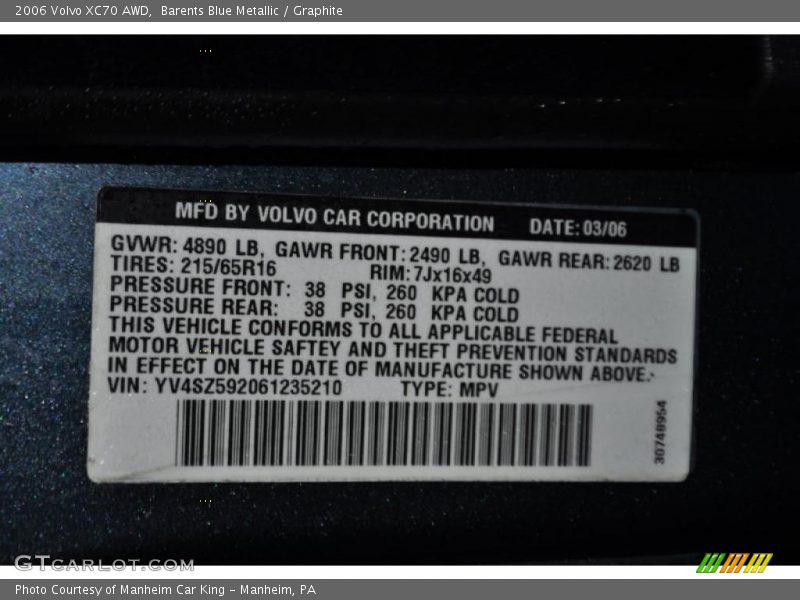 2006 Volvo XC70 AWD, Barents Blue Metallic / Graphite
MFD BY VOLVO CAR CORPORATION DATE: 03/06
GVWR: 4890 LB, GAWR FRONT: 2490 LB, GAWR REAR: 2620 LB
TIRES: 215/65R16 RIM: 7Jx16x49
PRESSURE FRONT: 38 PSI, 260 KPA COLD
PRESSURE REAR: 38 PSI, 260 KPA COLD
THIS VEHICLE CONFORMS TO ALL APPLICABLE FEDERAL
MOTOR VEHICLE SAFTEY AND THEFT PREVENTION STANDARDS
IN EFFECT ON THE DATE OF MANUFACTURE SHOWN ABOVE.
VIN: YV4SZ592061235210 TYPE: MPV
30748954
GTCARLOT.COM
Photo Courtesy of Manheim Car King - Manheim, PA